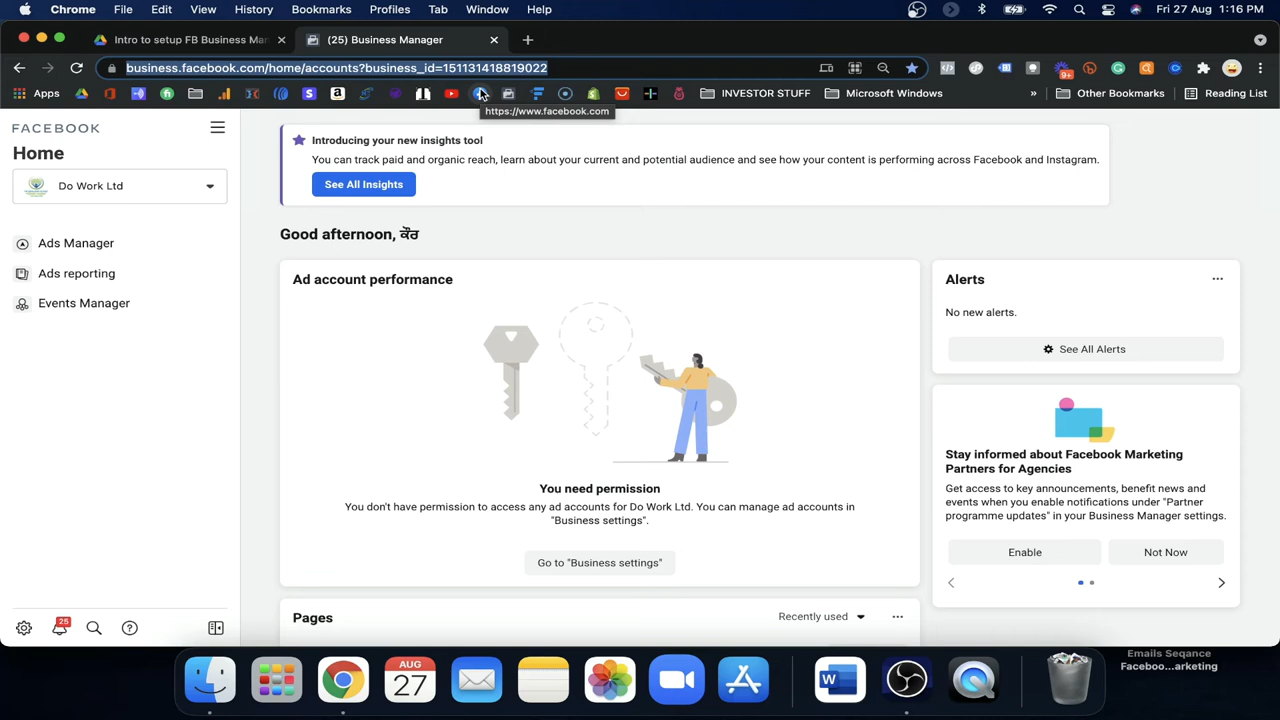 Chrome File Edit View History Bookmarks Profiles Tab Window Help Fri 27 Aug 1:16 PM
Intro to setup FB Business Mar
(25) Business Manager
business.facebook.com/home/accounts?business_id=151131418819022
9+
Apps INVESTOR STUFF Microsoft Windows » Other Bookmarks Reading List
https://www.facebook.com
FACEBOOK
Home
Do Work Ltd
Ads Manager
Ads reporting
Events Manager
25
Introducing your new insights tool
You can track paid and organic reach, learn about your current and potential audience and see how your content is performing across Facebook and Instagram.
See All Insights
Good afternoon, ਕੌਰ
Ad account performance
You need permission
You don't have permission to access any ad accounts for Do Work Ltd. You can manage ad accounts in
"Business settings".
Go to "Business settings"
Pages
Recently used
Alerts
No new alerts.
See All Alerts
Stay informed about Facebook Marketing
Partners for Agencies
Get access to key announcements, benefit news and
events when you enable notifications under "Partner
programme updates" in your Business Manager settings.
Enable
Not Now
Emails Seqance
Faceboo...arketing
AUG
27